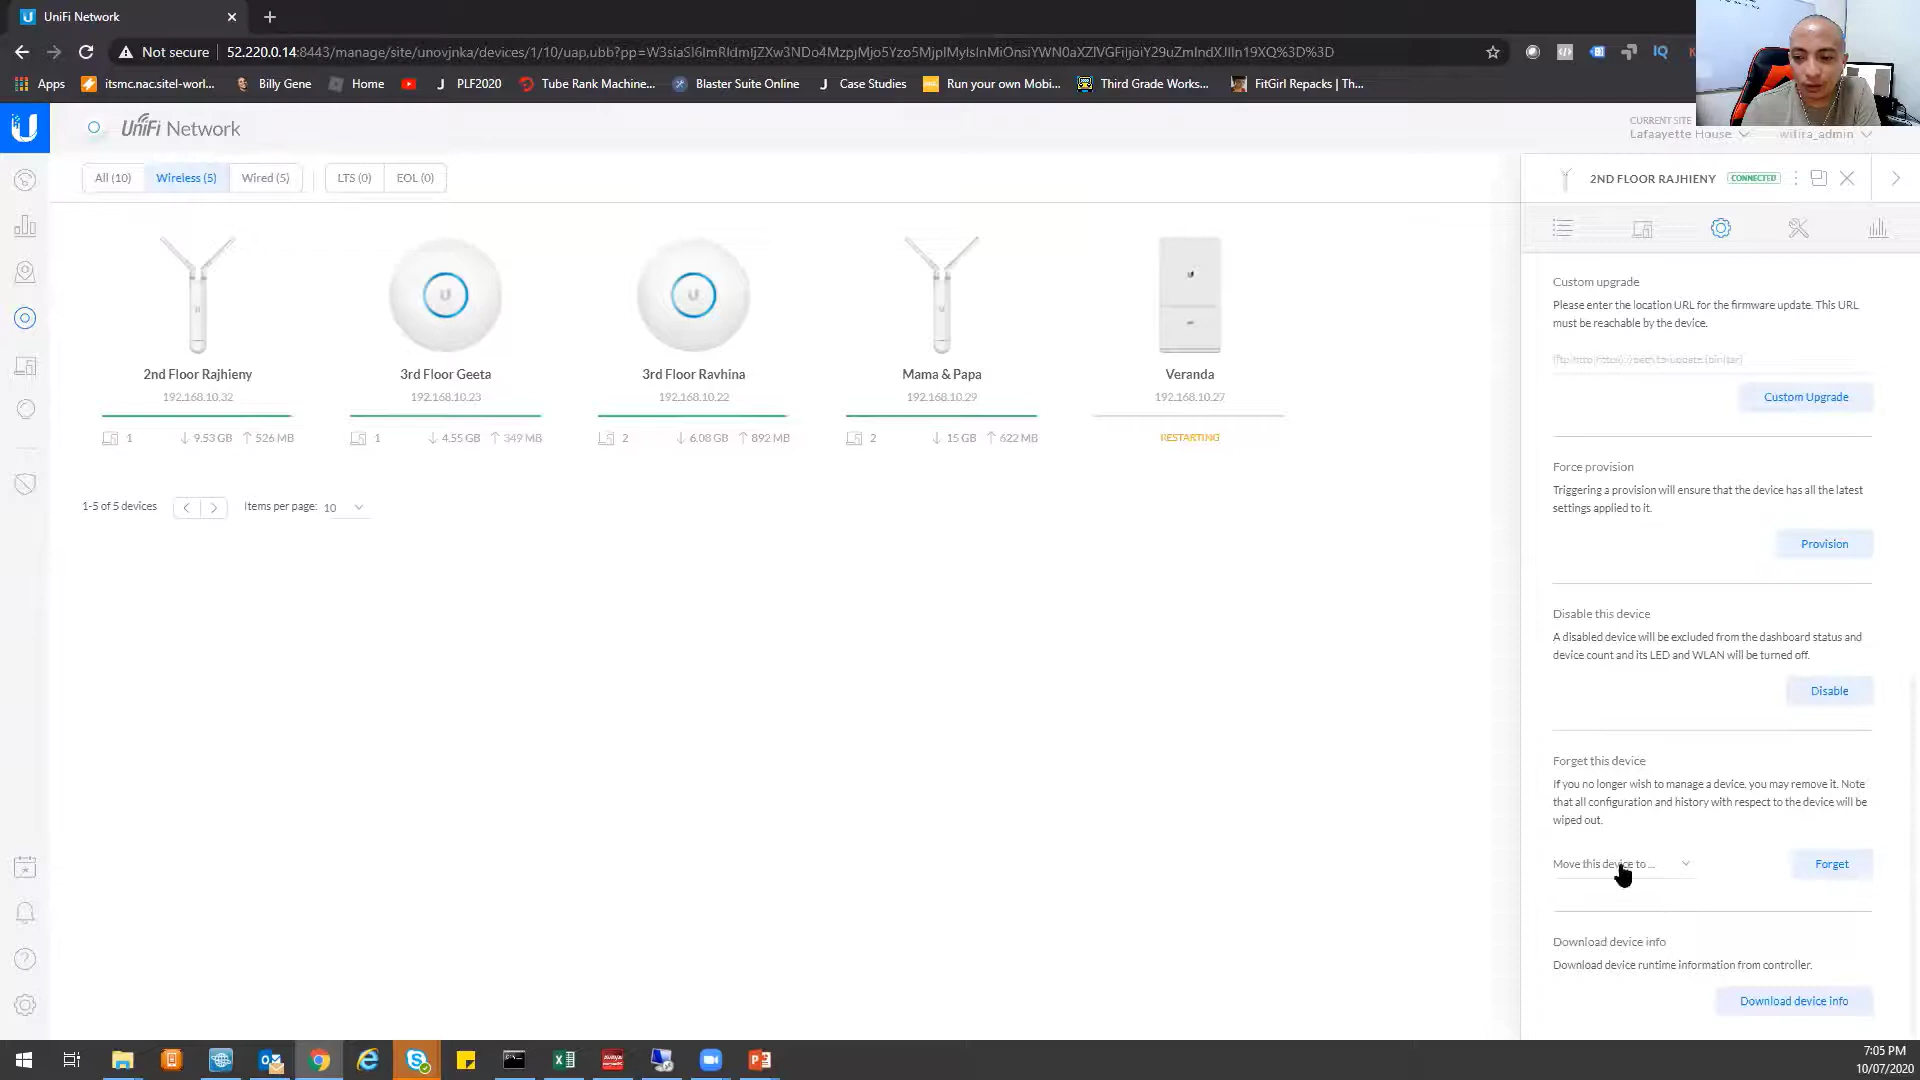 UniFi Network
Not secure
52.220.0.14:8443/manage/site/unovjnka/devices/1/10/
Apps
itsmc.nac.sitel-worl...
Billy Gene
Home
PLF2020
Tube Rank Machine...
Blaster Suite Online
Case Studies
Run your own Mobi...
Third Grade Works...
FitGirl Repacks | Th...
UniFi Network
CURRENT SITE
Lafaayette House
wifira_admin
All (10)
Wireless (5)
Wired (5)
LTS (0)
EOL (0)
2ND FLOOR RAJHIENY
CONNECTED
2nd Floor Rajhieny
192.168.10.32
1
9.53 GB
526 MB
3rd Floor Geeta
192.168.10.23
1
4.55 GB
349 MB
3rd Floor Ravhina
192.168.10.22
2
6.08 GB
892 MB
Mama & Papa
192.168.10.29
2
15 GB
622 MB
Veranda
192.168.10.27
RESTARTING
1-5 of 5 devices
Items per page: 10
Custom upgrade
Please enter the location URL for the firmware update. This URL
must be reachable by the device.
Custom Upgrade
Force provision
Triggering a provision will ensure that the device has all the latest
settings applied to it.
Provision
Disable this device
A disabled device will be excluded from the dashboard status and
device count and its LED and WLAN will be turned off.
Disable
Forget this device
If you no longer wish to manage a device, you may remove it. Note
that all configuration and history with respect to the device will be
wiped out.
Move this device to ...
Forget
Download device info
Download device runtime information from controller.
Download device info
7:05 PM
10/07/2020